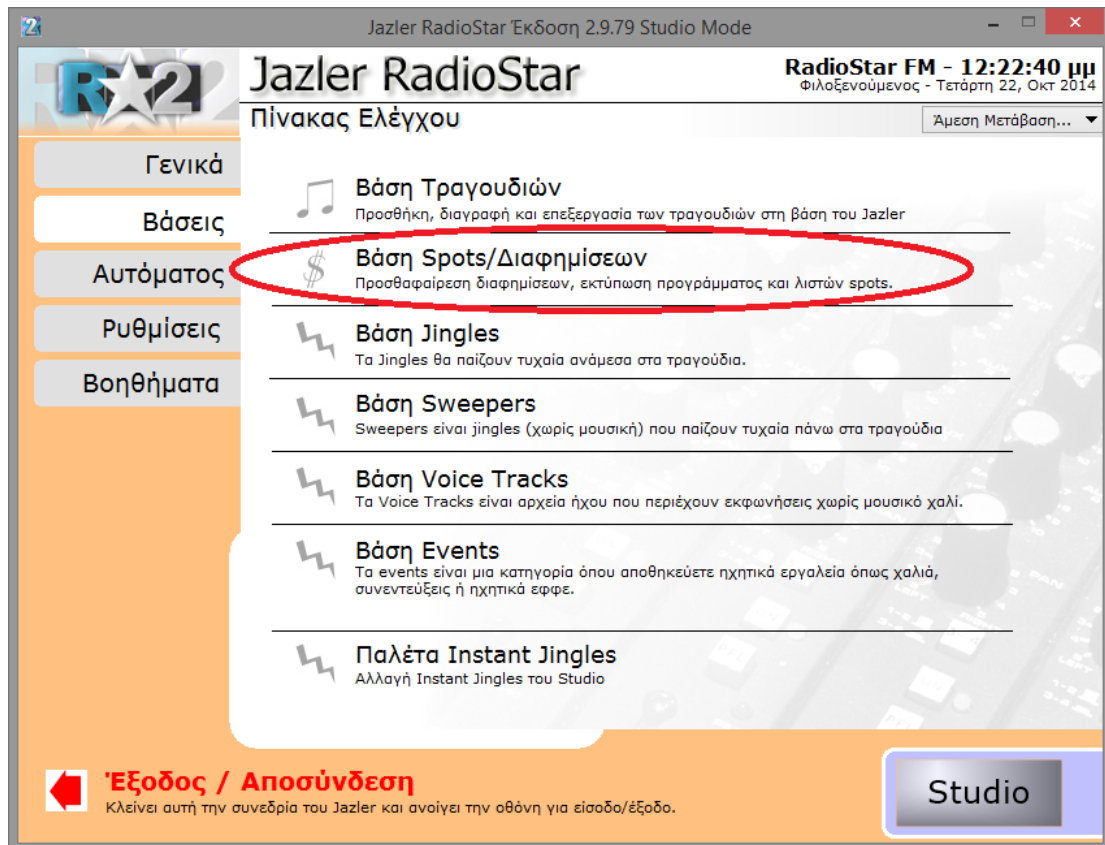 Jazler RadioStar Έκδοση 2.9.79 Studio Mode
R 2
Jazler RadioStar
RadioStar FM - 12:22:40 μμ
Φιλοξενούμενος - Τετάρτη 22, Οκτ 2014
Πίνακας Ελέγχου
Άμεση Μετάβαση...
Γενικά
Βάσεις
Αυτόματος
Ρυθμίσεις
Βοηθήματα
Βάση Τραγουδιών
Προσθήκη, διαγραφή και επεξεργασία των τραγουδιών στη βάση του Jazler
Βάση Spots/Διαφημίσεων
Προσθαφαίρεση διαφημίσεων, εκτύπωση προγράμματος και λιστών spots.
Βάση Jingles
Τα Jingles θα παίζουν τυχαία ανάμεσα στα τραγούδια.
Βάση Sweepers
Sweepers είναι jingles (χωρίς μουσική) που παίζουν τυχαία πάνω στα τραγούδια
Βάση Voice Tracks
Τα Voice Tracks είναι αρχεία ήχου που περιέχουν εκφωνήσεις χωρίς μουσικό χαλί.
Βάση Events
Τα events είναι μια κατηγορία όπου αποθηκεύετε ηχητικά εργαλεία όπως χαλιά,
συνεντεύξεις ή ηχητικά εφφε.
Παλέτα Instant Jingles
Αλλαγή Instant Jingles του Studio
Έξοδος / Αποσύνδεση
Κλείνει αυτή την συνεδρία του Jazler και ανοίγει την οθόνη για είσοδο/έξοδο.
Studio